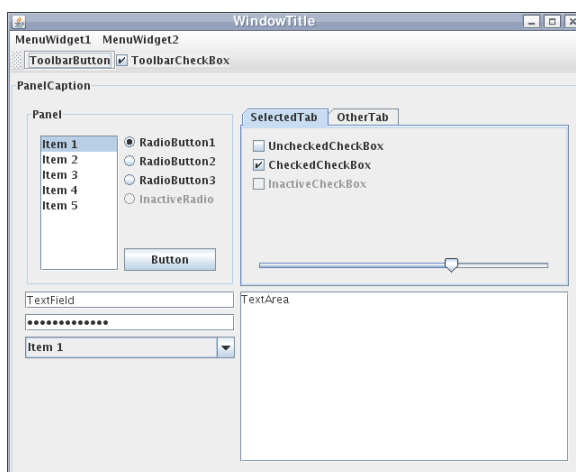 WindowTitle
MenuWidget1 MenuWidget2
ToolbarButton ToolbarCheckBox
PanelCaption
Panel
Item 1
Item 2
Item 3
Item 4
Item 5
RadioButton1
RadioButton2
RadioButton3
InactiveRadio
Button
SelectedTab OtherTab
UncheckedCheckBox
CheckedCheckBox
InactiveCheckBox
TextField
•••••••••••••
Item 1
TextArea